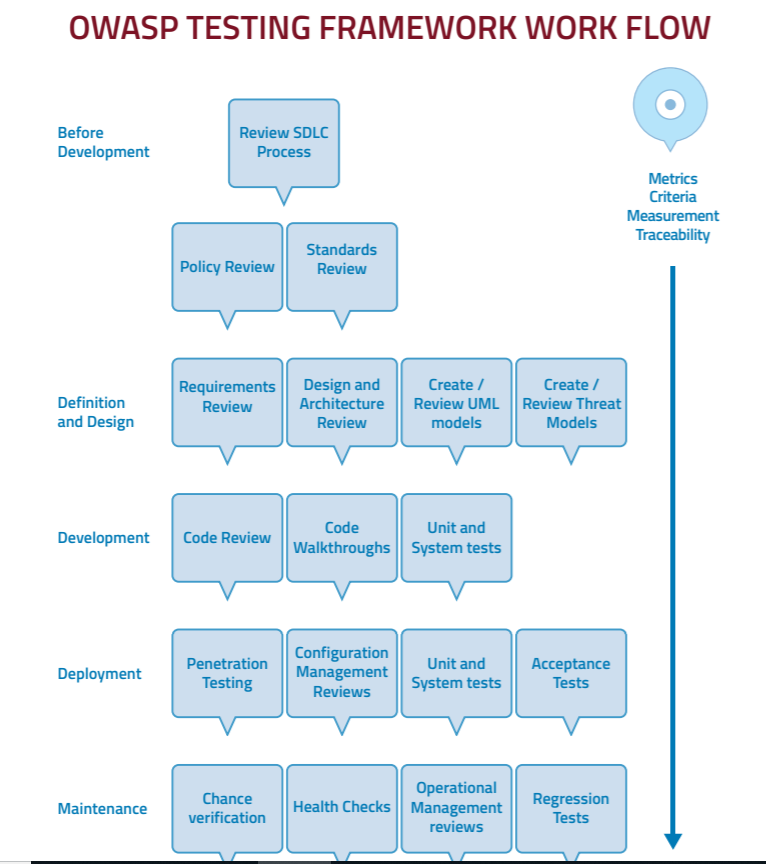 OWASP TESTING FRAMEWORK WORK FLOW
Before
Development
Review SDLC
Process
Metrics
Criteria
Measurement
Traceability
Policy Review
Standards
Review
Definition
and Design
Requirements
Review
Design and
Architecture
Review
Create /
Review UML
models
Create /
Review Threat
Models
Development
Code Review
Code
Walkthroughs
Unit and
System tests
Deployment
Penetration
Testing
Configuration
Management
Reviews
Unit and
System tests
Acceptance
Tests
Maintenance
Chance
verification
Health Checks
Operational
Management
reviews
Regression
Tests